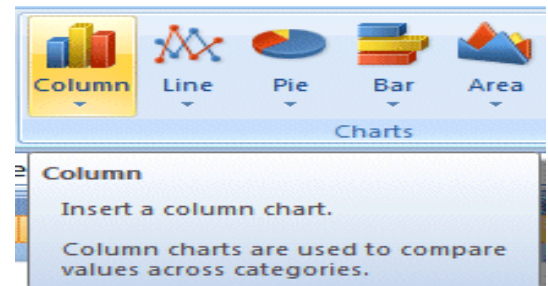 Column Line Pie Bar Area
Charts
Column
Insert a column chart.
Column charts are used to compare
values across categories.